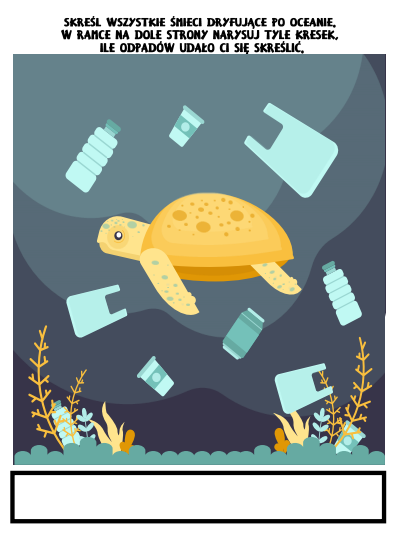 SKREŚL WSZYSTKIE ŚMIECI DRYFUJĄCE PO OCEANIE.
W RAMCE NA DOLE STRONY NARYSUJ TYLE KRESEK,
ILE ODPADÓW UDAŁO CI SIĘ SKREŚLIĆ.